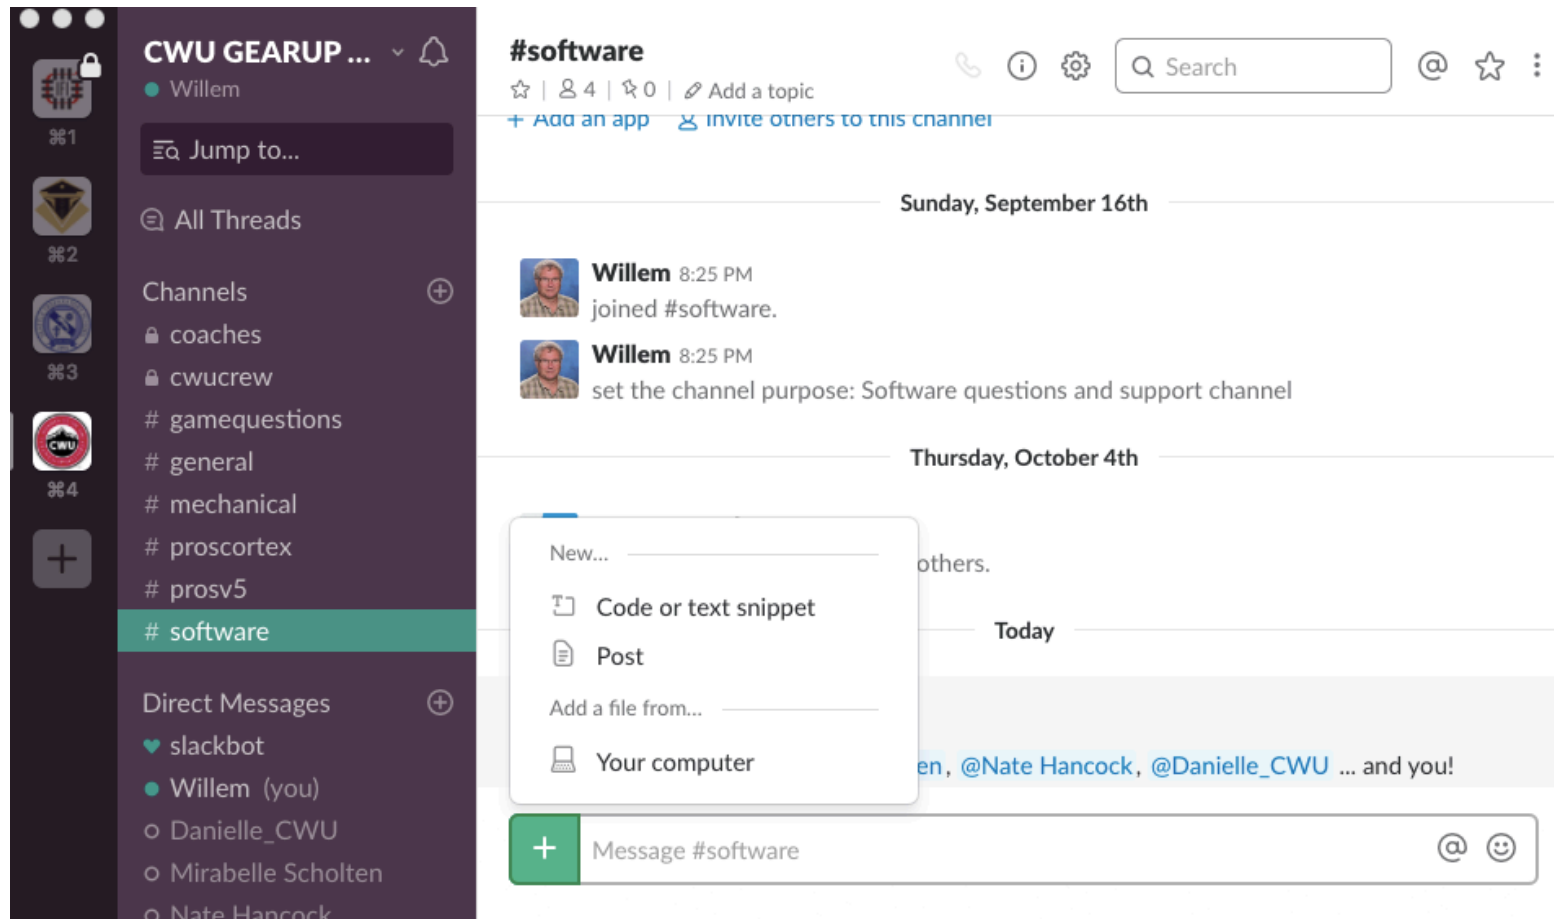 ⌘1
⌘2
⌘3
CWU
⌘4
CWU GEARUP ...
Willem
Jump to...
All Threads
Channels
coaches
cwucrew
# gamequestions
# general
# mechanical
# proscortex
# prosv5
# software
Direct Messages
slackbot
Willem (you)
Danielle_CWU
Mirabelle Scholten
Nate Hancock
#software
4 | 0 | Add a topic
Search
+ Add an app Invite others to this channel
Sunday, September 16th
Willem 8:25 PM
joined #software.
Willem 8:25 PM
set the channel purpose: Software questions and support channel
Thursday, October 4th
others.
Today
en, @Nate Hancock, @Danielle_CWU ... and you!
New...
Code or text snippet
Post
Add a file from...
Your computer
+ Message #software @